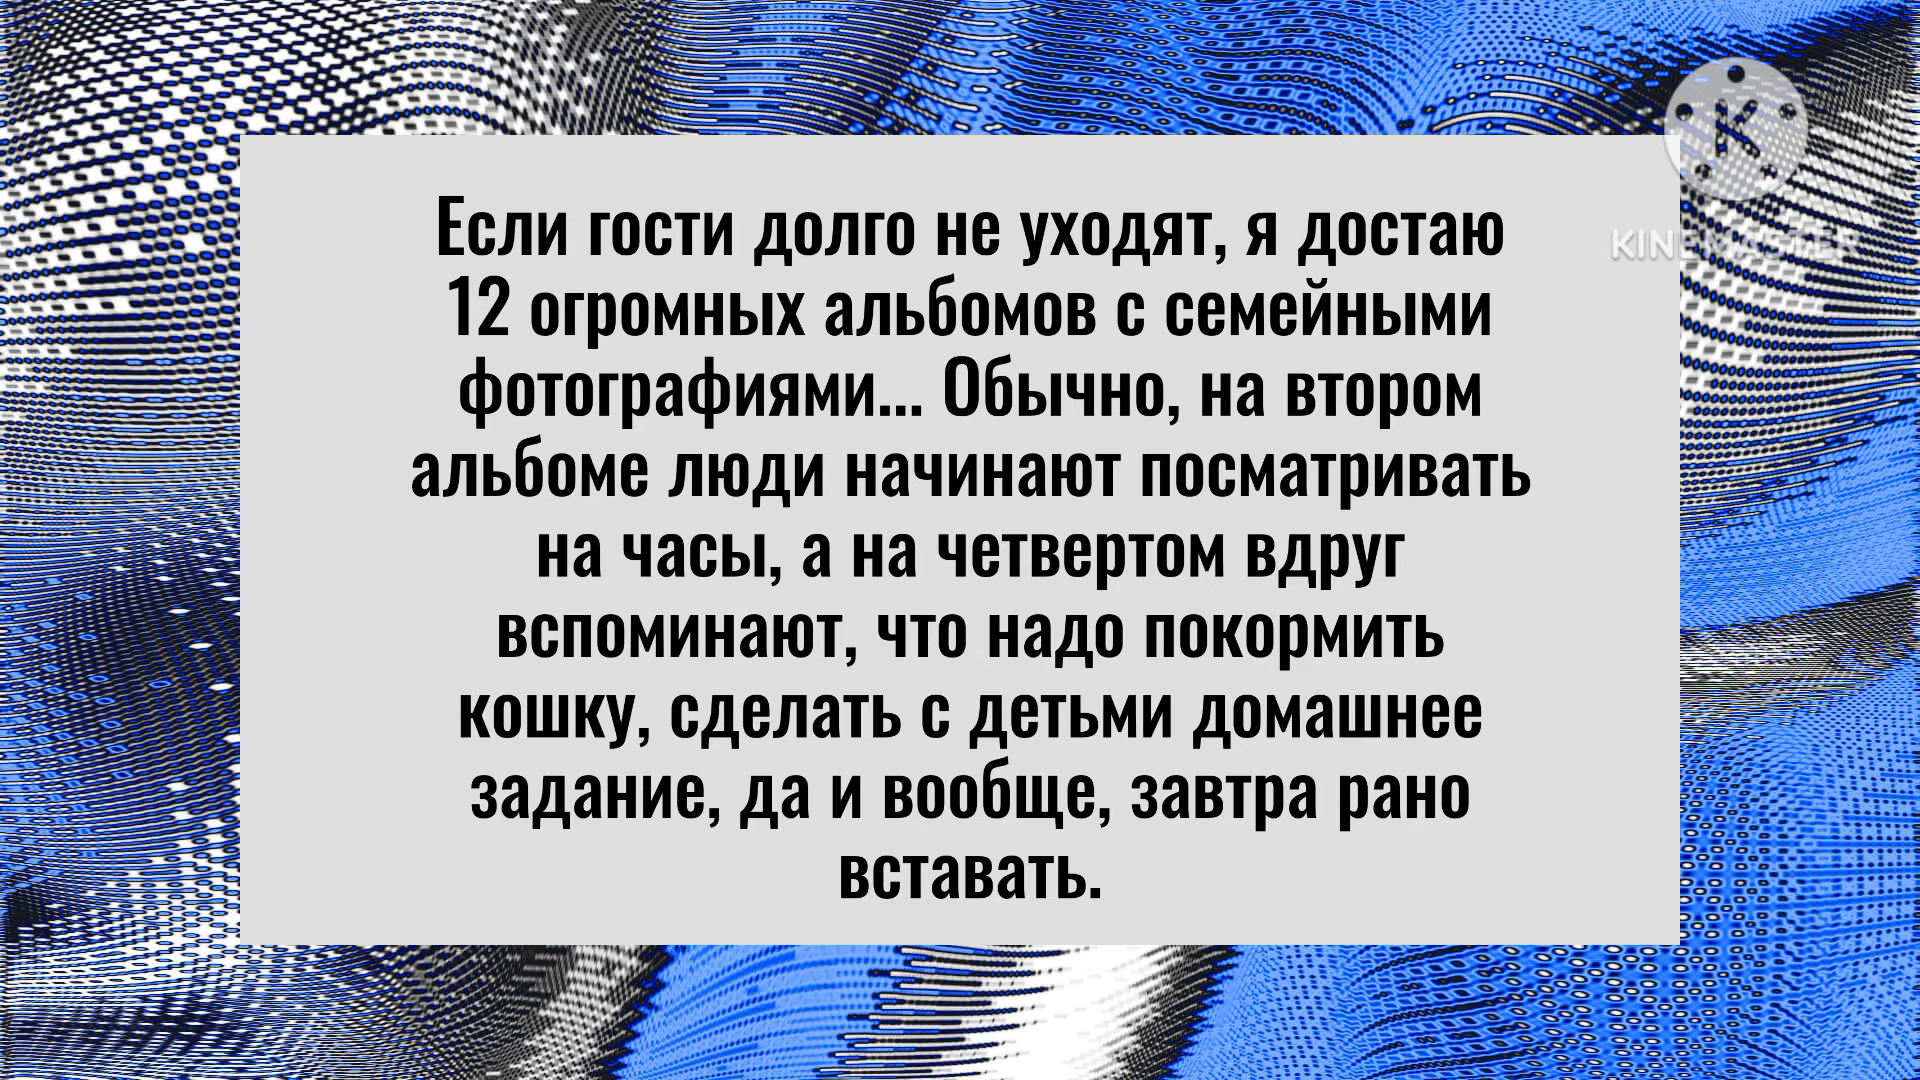 Если гости долго не уходят, я достаю
12 огромных альбомов с семейными
фотографиями... Обычно, на втором
альбоме люди начинают посматривать
на часы, а на четвертом вдруг
вспоминают, что надо покормить
кошку, сделать с детьми домашнее
задание, да и вообще, завтра рано
вставать.
K
KINEMASTER